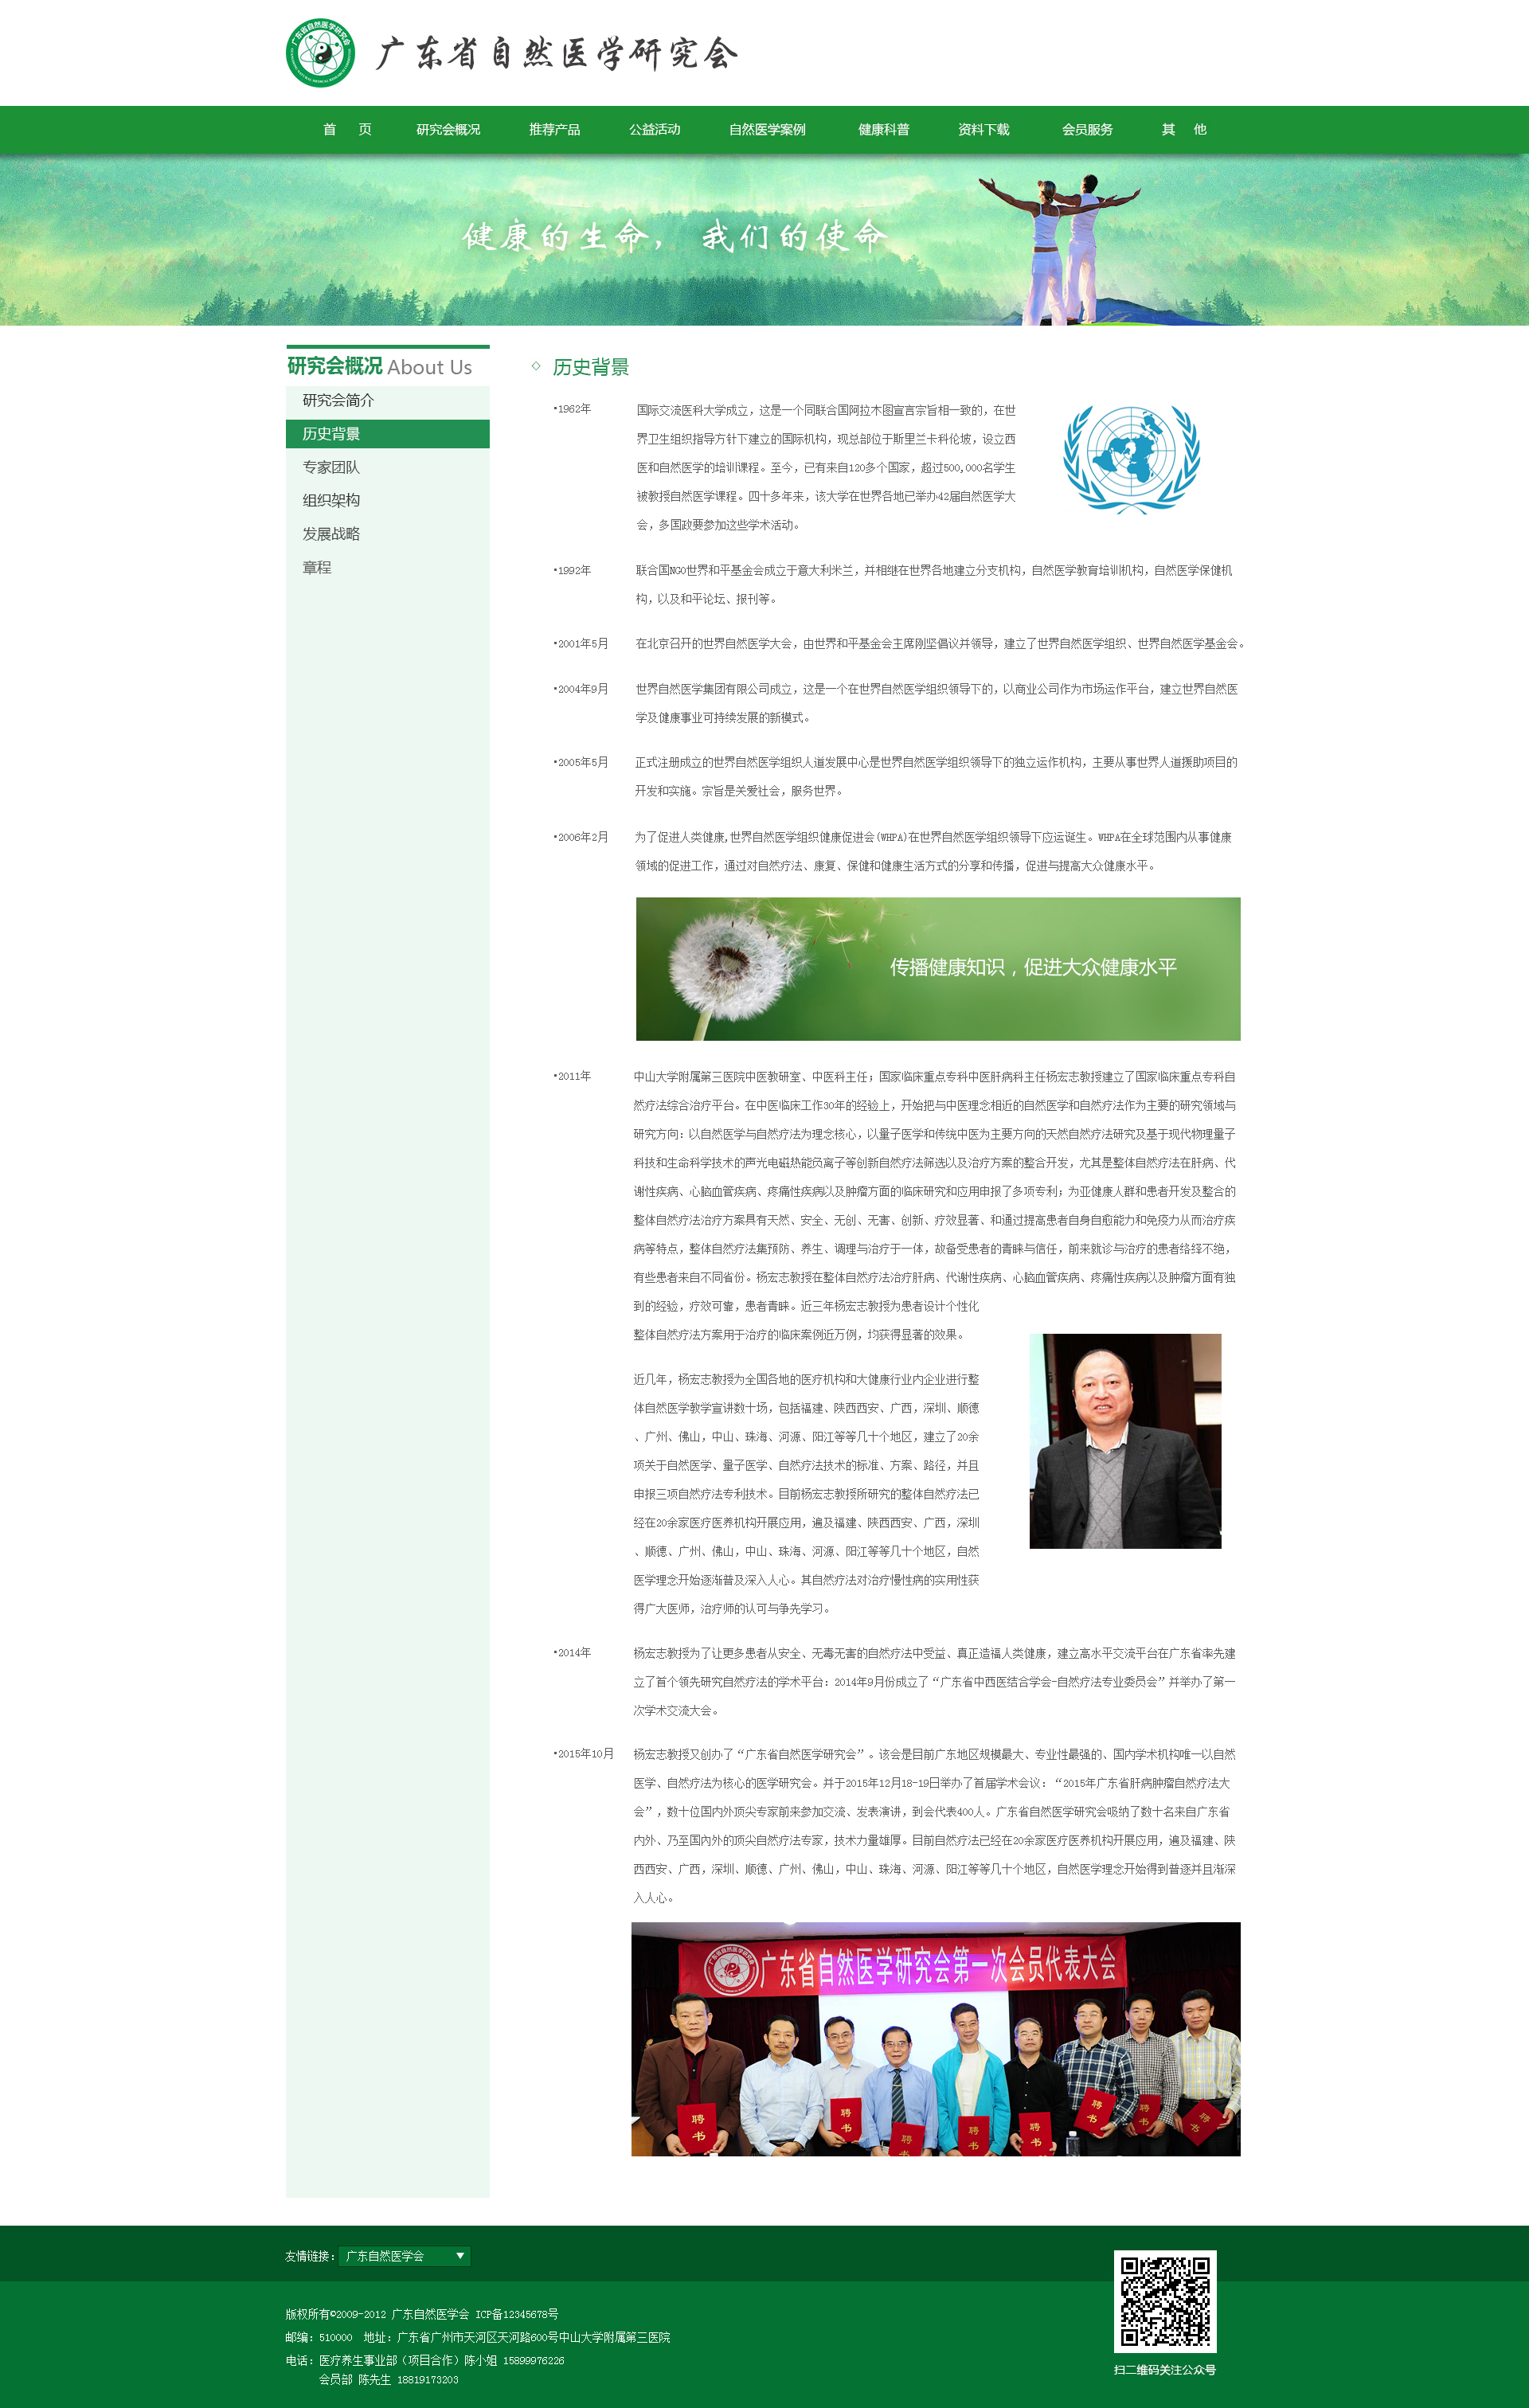 广东省自然医学研究会
首 页 研究会概况 推荐产品 公益活动 自然医学案例 健康科普 资料下载 会员服务 其 他
健康的生命，我们的使命
研究会概况 About Us
研究会简介
历史背景
专家团队
组织架构
发展战略
章程
◇ 历史背景
•1962年
国际交流医科大学成立，这是一个同联合国阿拉木图宣言宗旨相一致的，在世
界卫生组织指导方针下建立的国际机构，现总部位于斯里兰卡科伦坡，设立西
医和自然医学的培训课程。至今，已有来自120多个国家，超过500,000名学生
被教授自然医学课程。四十多年来，该大学在世界各地已举办42届自然医学大
会，多国政要参加这些学术活动。
•1992年
联合国NGO世界和平基金会成立于意大利米兰，并相继在世界各地建立分支机构，自然医学教育培训机构，自然医学保健机
构，以及和平论坛、报刊等。
•2001年5月
在北京召开的世界自然医学大会，由世界和平基金会主席刚坚倡议并领导，建立了世界自然医学组织、世界自然医学基金会。
•2004年9月
世界自然医学集团有限公司成立，这是一个在世界自然医学组织领导下的，以商业公司作为市场运作平台，建立世界自然医
学及健康事业可持续发展的新模式。
•2005年5月
正式注册成立的世界自然医学组织人道发展中心是世界自然医学组织领导下的独立运作机构，主要从事世界人道援助项目的
开发和实施。宗旨是关爱社会，服务世界。
•2006年2月
为了促进人类健康,世界自然医学组织健康促进会(WHPA)在世界自然医学组织领导下应运诞生。WHPA在全球范围内从事健康
领域的促进工作，通过对自然疗法、康复、保健和健康生活方式的分享和传播，促进与提高大众健康水平。
传播健康知识，促进大众健康水平
•2011年
中山大学附属第三医院中医教研室、中医科主任；国家临床重点专科中医肝病科主任杨宏志教授建立了国家临床重点专科自
然疗法综合治疗平台。在中医临床工作30年的经验上，开始把与中医理念相近的自然医学和自然疗法作为主要的研究领域与
研究方向：以自然医学与自然疗法为理念核心，以量子医学和传统中医为主要方向的天然自然疗法研究及基于现代物理量子
科技和生命科学技术的声光电磁热能负离子等创新自然疗法筛选以及治疗方案的整合开发，尤其是整体自然疗法在肝病、代
谢性疾病、心脑血管疾病、疼痛性疾病以及肿瘤方面的临床研究和应用申报了多项专利；为亚健康人群和患者开发及整合的
整体自然疗法治疗方案具有天然、安全、无创、无害、创新、疗效显著、和通过提高患者自身自愈能力和免疫力从而治疗疾
病等特点，整体自然疗法集预防、养生、调理与治疗于一体，故备受患者的青睐与信任，前来就诊与治疗的患者络绎不绝，
有些患者来自不同省份。杨宏志教授在整体自然疗法治疗肝病、代谢性疾病、心脑血管疾病、疼痛性疾病以及肿瘤方面有独
到的经验，疗效可靠，患者青睐。近三年杨宏志教授为患者设计个性化
整体自然疗法方案用于治疗的临床案例近万例，均获得显著的效果。
近几年，杨宏志教授为全国各地的医疗机构和大健康行业内企业进行整
体自然医学教学宣讲数十场，包括福建、陕西西安、广西，深圳、顺德
、广州、佛山，中山、珠海、河源、阳江等等几十个地区，建立了20余
项关于自然医学、量子医学、自然疗法技术的标准、方案、路径，并且
申报三项自然疗法专利技术。目前杨宏志教授所研究的整体自然疗法已
经在20余家医疗医养机构开展应用，遍及福建、陕西西安、广西，深圳
、顺德、广州、佛山，中山、珠海、河源、阳江等等几十个地区，自然
医学理念开始逐渐普及深入人心。其自然疗法对治疗慢性病的实用性获
得广大医师，治疗师的认可与争先学习。
•2014年
杨宏志教授为了让更多患者从安全、无毒无害的自然疗法中受益、真正造福人类健康，建立高水平交流平台在广东省率先建
立了首个领先研究自然疗法的学术平台：2014年9月份成立了“广东省中西医结合学会-自然疗法专业委员会”并举办了第一
次学术交流大会。
•2015年10月
杨宏志教授又创办了“广东省自然医学研究会”。该会是目前广东地区规模最大、专业性最强的、国内学术机构唯一以自然
医学、自然疗法为核心的医学研究会。并于2015年12月18-19日举办了首届学术会议：“2015年广东省肝病肿瘤自然疗法大
会”，数十位国内外顶尖专家前来参加交流、发表演讲，到会代表400人。广东省自然医学研究会吸纳了数十名来自广东省
内外、乃至国内外的顶尖自然疗法专家，技术力量雄厚。目前自然疗法已经在20余家医疗医养机构开展应用，遍及福建、陕
西西安、广西，深圳、顺德、广州、佛山，中山、珠海、河源、阳江等等几十个地区，自然医学理念开始得到普逐并且渐深
入人心。
广东省自然医学研究会第一次会员代表大会
聘书 聘书 聘书 聘书 聘书 聘书 聘书 聘书
友情链接： 广东自然医学会
版权所有©2009-2012 广东自然医学会 ICP备12345678号
邮编：510000 地址：广东省广州市天河区天河路600号中山大学附属第三医院
电话：医疗养生事业部（项目合作）陈小姐 15899976226
会员部 陈先生 18819173203
扫二维码关注公众号